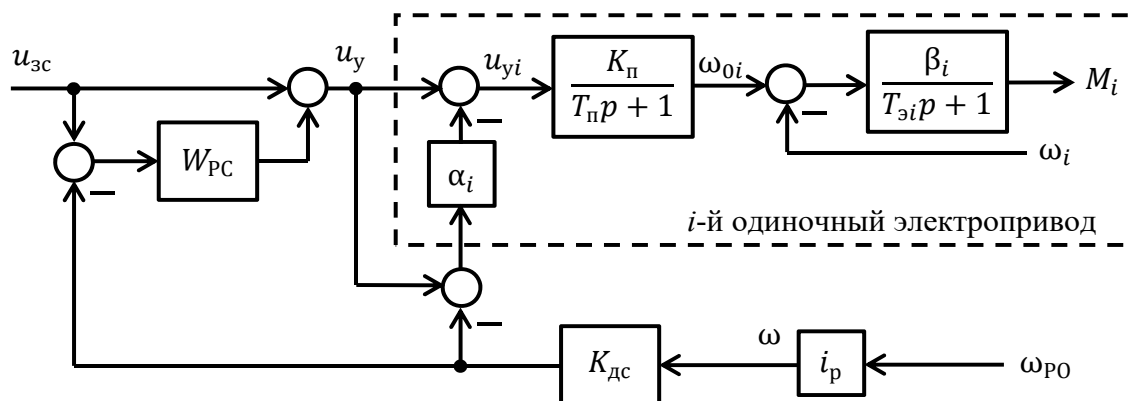 u_зс
u_у
u_уi
K_п
T_п p + 1
ω_0i
β_i
T_эi p + 1
M_i
W_РС
α_i
ω_i
i-й одиночный электропривод
K_дс
ω
i_р
ω_РО